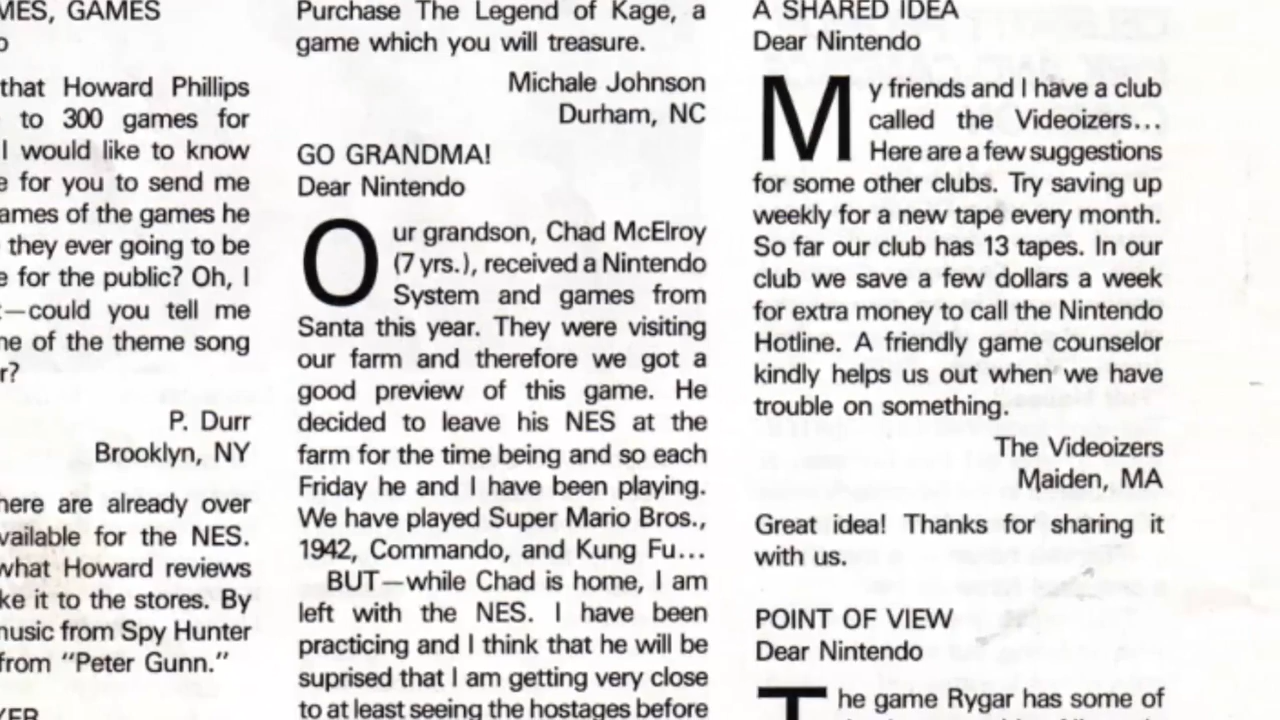 MES, GAMES
that Howard Phillips
to 300 games for
I would like to know
for you to send me
ames of the games he
they ever going to be
e for the public? Oh, I
t—could you tell me
ne of the theme song
r?
P. Durr
Brooklyn, NY
here are already over
vailable for the NES.
what Howard reviews
ke it to the stores. By
nusic from Spy Hunter
from "Peter Gunn."
Purchase The Legend of Kage, a
game which you will treasure.
Michale Johnson
Durham, NC
GO GRANDMA!
Dear Nintendo
Our grandson, Chad McElroy
(7 yrs.), received a Nintendo
System and games from
Santa this year. They were visiting
our farm and therefore we got a
good preview of this game. He
decided to leave his NES at the
farm for the time being and so each
Friday he and I have been playing.
We have played Super Mario Bros.,
1942, Commando, and Kung Fu...
BUT—while Chad is home, I am
left with the NES. I have been
practicing and I think that he will be
suprised that I am getting very close
to at least seeing the hostages before
A SHARED IDEA
Dear Nintendo
My friends and I have a club
called the Videoizers...
Here are a few suggestions
for some other clubs. Try saving up
weekly for a new tape every month.
So far our club has 13 tapes. In our
club we save a few dollars a week
for extra money to call the Nintendo
Hotline. A friendly game counselor
kindly helps us out when we have
trouble on something.
The Videoizers
Maiden, MA
Great idea! Thanks for sharing it
with us.
POINT OF VIEW
Dear Nintendo
The game Rygar has some of